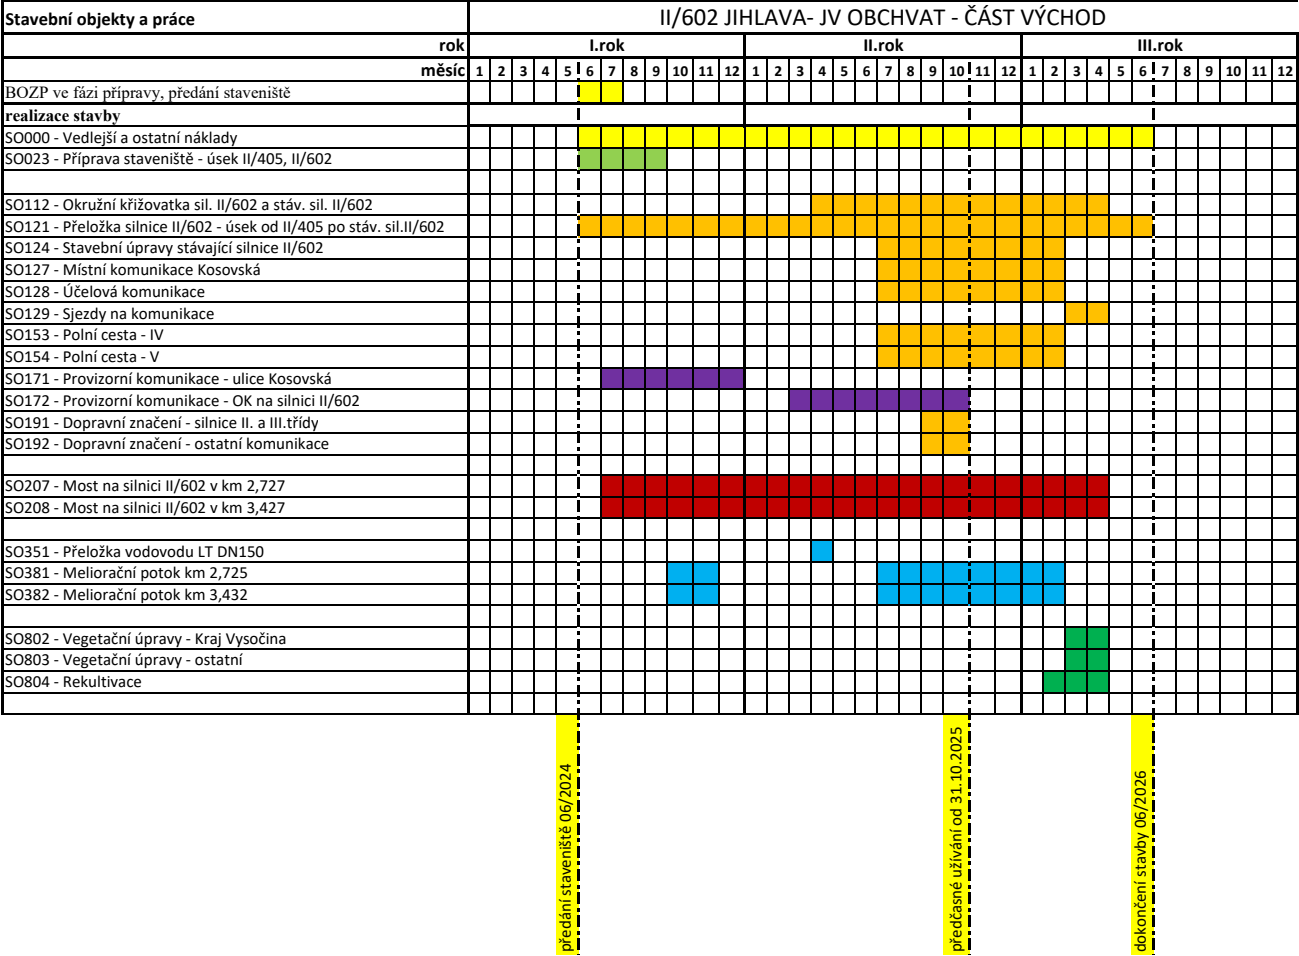 Stavební objekty a práce
II/602 JIHLAVA- JV OBCHVAT - ČÁST VÝCHOD
rok I.rok II.rok III.rok
měsíc 1 2 3 4 5 6 7 8 9 10 11 12 1 2 3 4 5 6 7 8 9 10 11 12 1 2 3 4 5 6 7 8 9 10 11 12
BOZP ve fázi přípravy, předání staveniště
realizace stavby
SO000 - Vedlejší a ostatní náklady
SO023 - Příprava staveniště - úsek II/405, II/602
SO112 - Okružní křižovatka sil. II/602 a stáv. sil. II/602
SO121 - Přeložka silnice II/602 - úsek od II/405 po stáv. sil.II/602
SO124 - Stavební úpravy stávající silnice II/602
SO127 - Místní komunikace Kosovská
SO128 - Účelová komunikace
SO129 - Sjezdy na komunikace
SO153 - Polní cesta - IV
SO154 - Polní cesta - V
SO171 - Provizorní komunikace - ulice Kosovská
SO172 - Provizorní komunikace - OK na silnici II/602
SO191 - Dopravní značení - silnice II. a III.třídy
SO192 - Dopravní značení - ostatní komunikace
SO207 - Most na silnici II/602 v km 2,727
SO208 - Most na silnici II/602 v km 3,427
SO351 - Přeložka vodovodu LT DN150
SO381 - Meliorační potok km 2,725
SO382 - Meliorační potok km 3,432
SO802 - Vegetační úpravy - Kraj Vysočina
SO803 - Vegetační úpravy - ostatní
SO804 - Rekultivace
předání staveniště 06/2024
předčasné užívání od 31.10.2025
dokončení stavby 06/2026